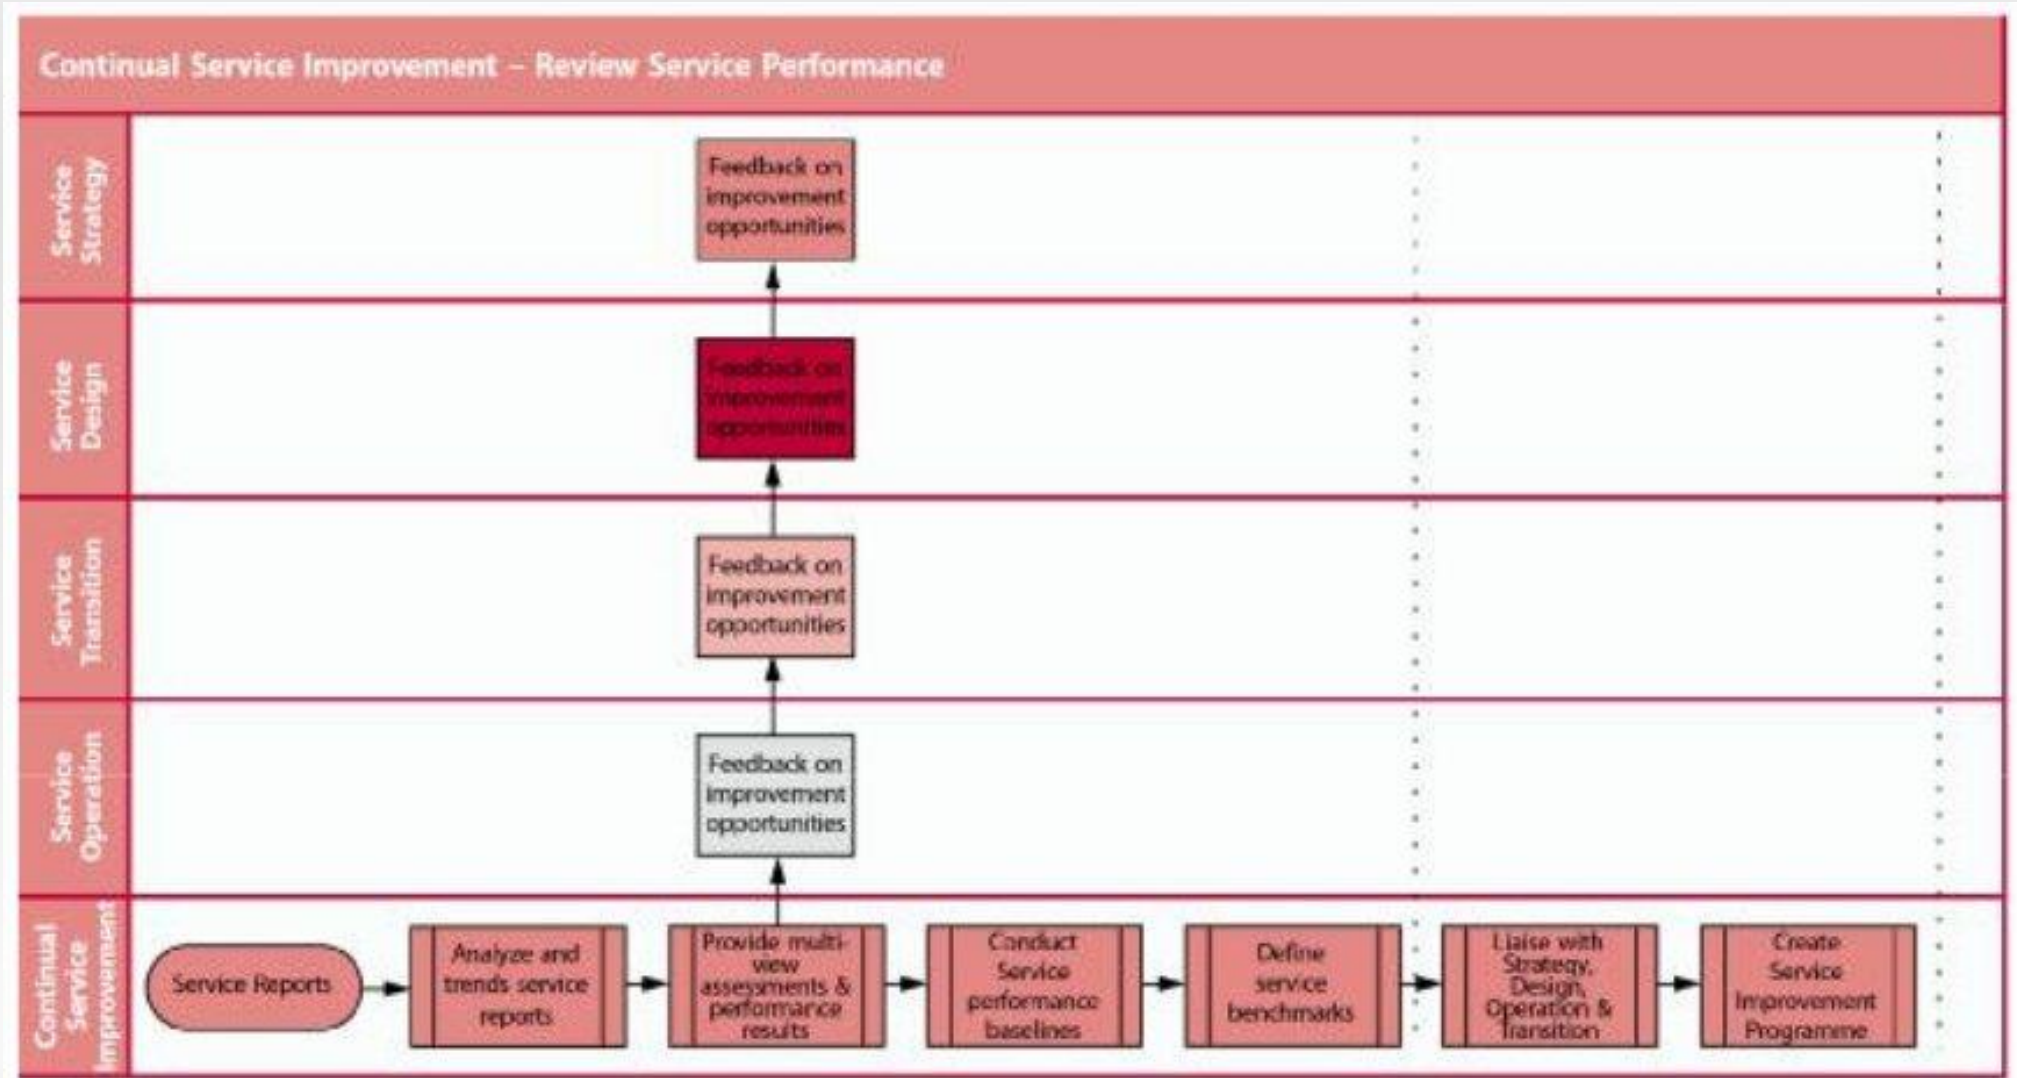 Continual Service Improvement – Review Service Performance
Service
Strategy
Feedback on
improvement
opportunities
Service
Design
Feedback on
improvement
opportunities
Service
Transition
Feedback on
improvement
opportunities
Service
Operation
Feedback on
improvement
opportunities
Continual
Service
Improvement
Service Reports
Analyze and
trends service
reports
Provide multi-
view
assessments &
performance
results
Conduct
Service
performance
baselines
Define
service
benchmarks
Liaise with
Strategy,
Design,
Operation &
Transition
Create
Service
Improvement
Programme